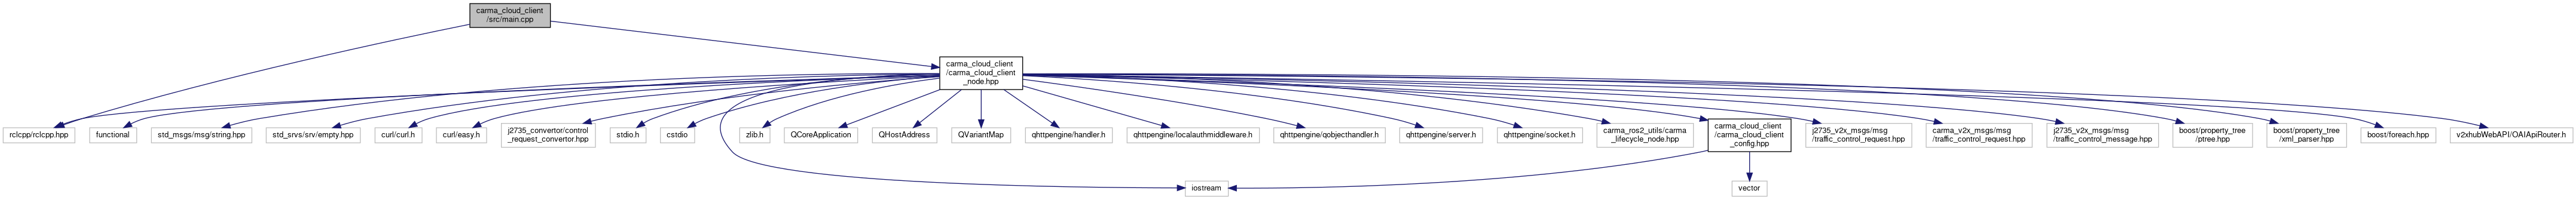 carma_cloud_client
/src/main.cpp
carma_cloud_client
/carma_cloud_client
_node.hpp
rclcpp/rclcpp.hpp
functional
std_msgs/msg/string.hpp
std_srvs/srv/empty.hpp
curl/curl.h
curl/easy.h
j2735_convertor/control
_request_convertor.hpp
stdio.h
cstdio
zlib.h
QCoreApplication
QHostAddress
QVariantMap
qhttpengine/handler.h
qhttpengine/localauthmiddleware.h
qhttpengine/qobjecthandler.h
qhttpengine/server.h
qhttpengine/socket.h
carma_ros2_utils/carma
_lifecycle_node.hpp
carma_cloud_client
/carma_cloud_client
_config.hpp
j2735_v2x_msgs/msg
/traffic_control_request.hpp
carma_v2x_msgs/msg
/traffic_control_request.hpp
j2735_v2x_msgs/msg
/traffic_control_message.hpp
boost/property_tree
/ptree.hpp
boost/property_tree
/xml_parser.hpp
boost/foreach.hpp
v2xhubWebAPI/OAIApiRouter.h
iostream
vector